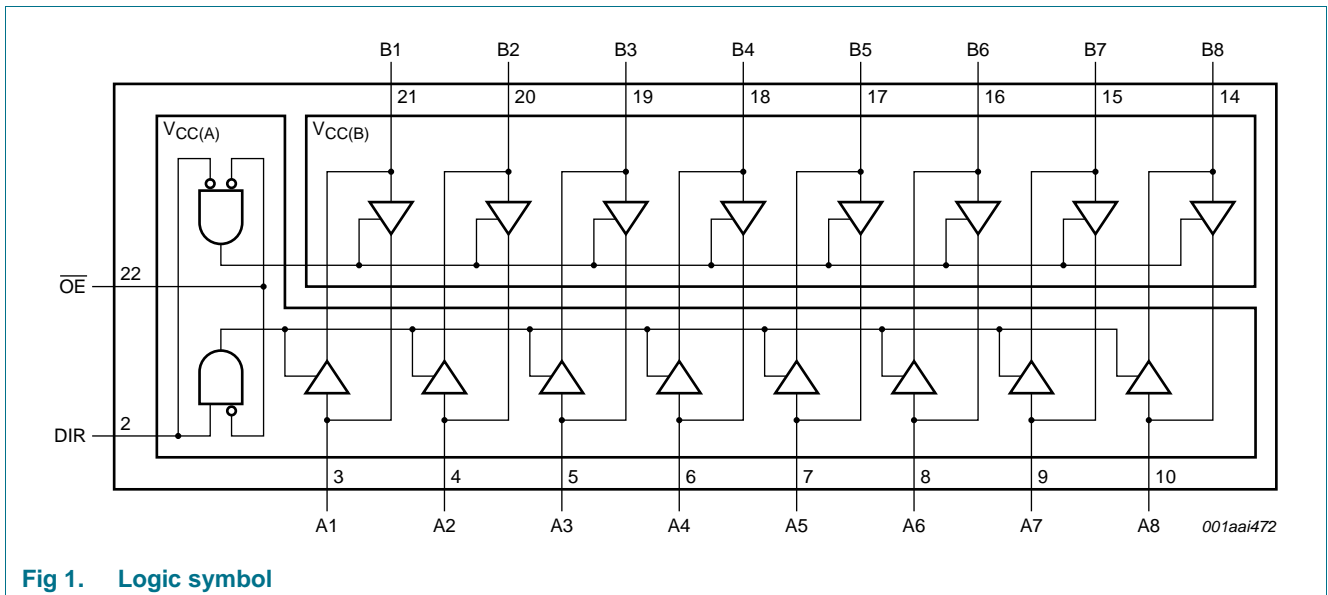 B1 B2 B3 B4 B5 B6 B7 B8
21 20 19 18 17 16 15 14
VCC(A) VCC(B)
22
O̅E̅
2
DIR
3 4 5 6 7 8 9 10
A1 A2 A3 A4 A5 A6 A7 A8 001aai472
Fig 1. Logic symbol